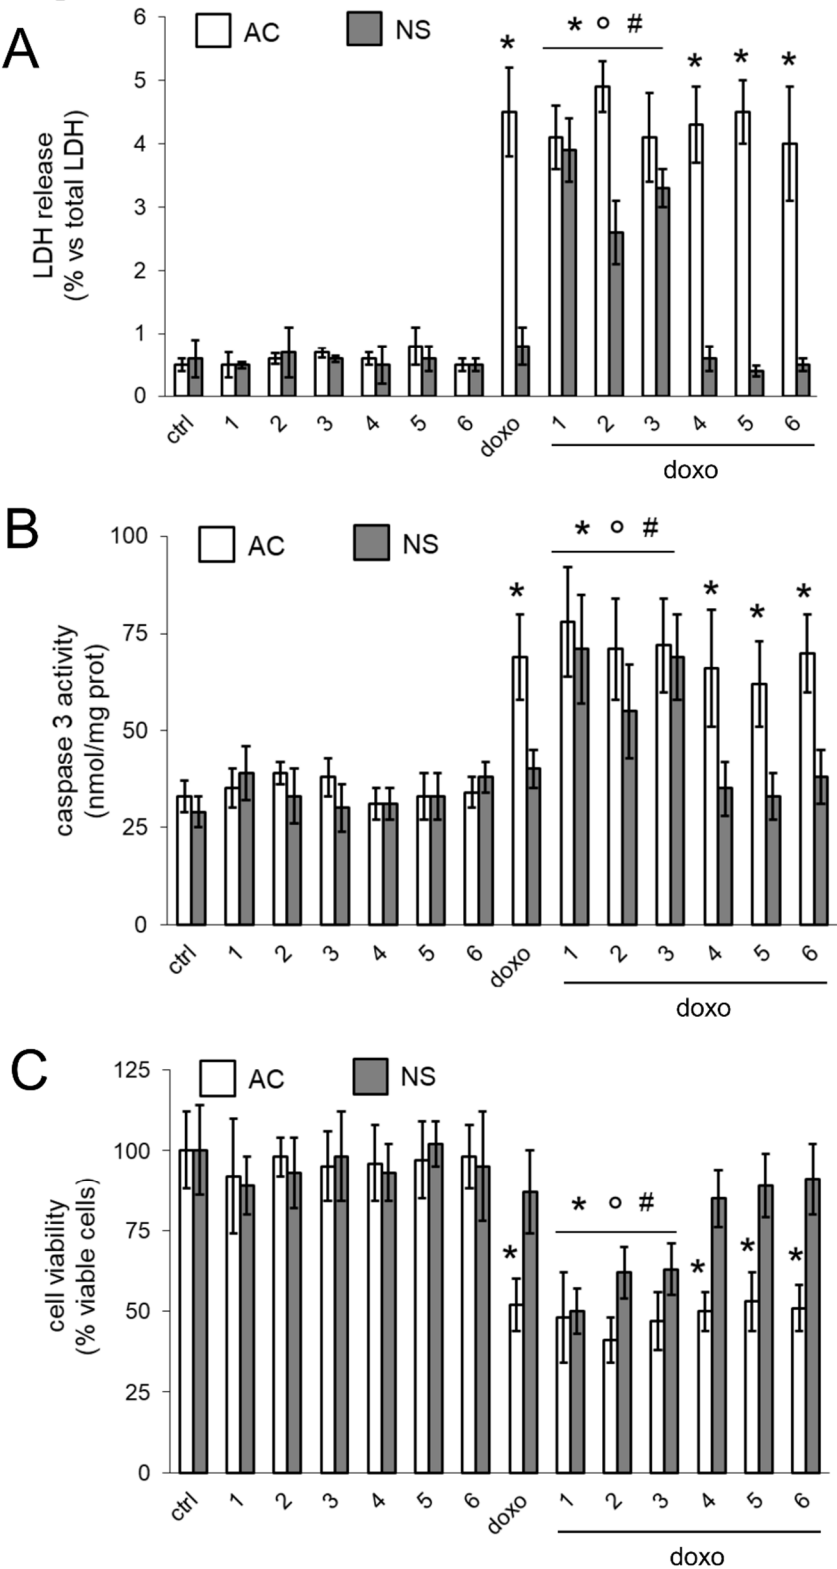 A
AC NS
* ° #
* * * *
LDH release
(% vs total LDH)
6
5
4
3
2
1
0
ctrl 1 2 3 4 5 6 doxo 1 2 3 4 5 6
doxo
B
AC NS
* ° #
* * * *
caspase 3 activity
(nmol/mg prot)
100
75
50
25
0
ctrl 1 2 3 4 5 6 doxo 1 2 3 4 5 6
doxo
C
AC NS
* ° #
* * * *
cell viability
(% viable cells)
125
100
75
50
25
0
ctrl 1 2 3 4 5 6 doxo 1 2 3 4 5 6
doxo